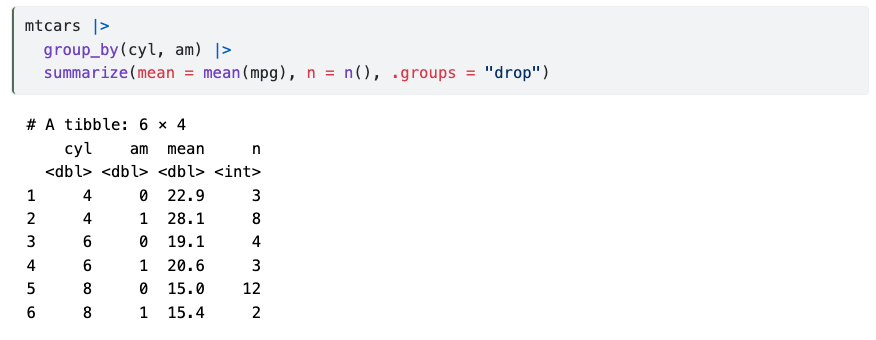 mtcars |>
  group_by(cyl, am) |>
  summarize(mean = mean(mpg), n = n(), .groups = "drop")
# A tibble: 6 × 4
    cyl    am  mean     n
  <dbl> <dbl> <dbl> <int>
1     4     0  22.9     3
2     4     1  28.1     8
3     6     0  19.1     4
4     6     1  20.6     3
5     8     0  15.0    12
6     8     1  15.4     2